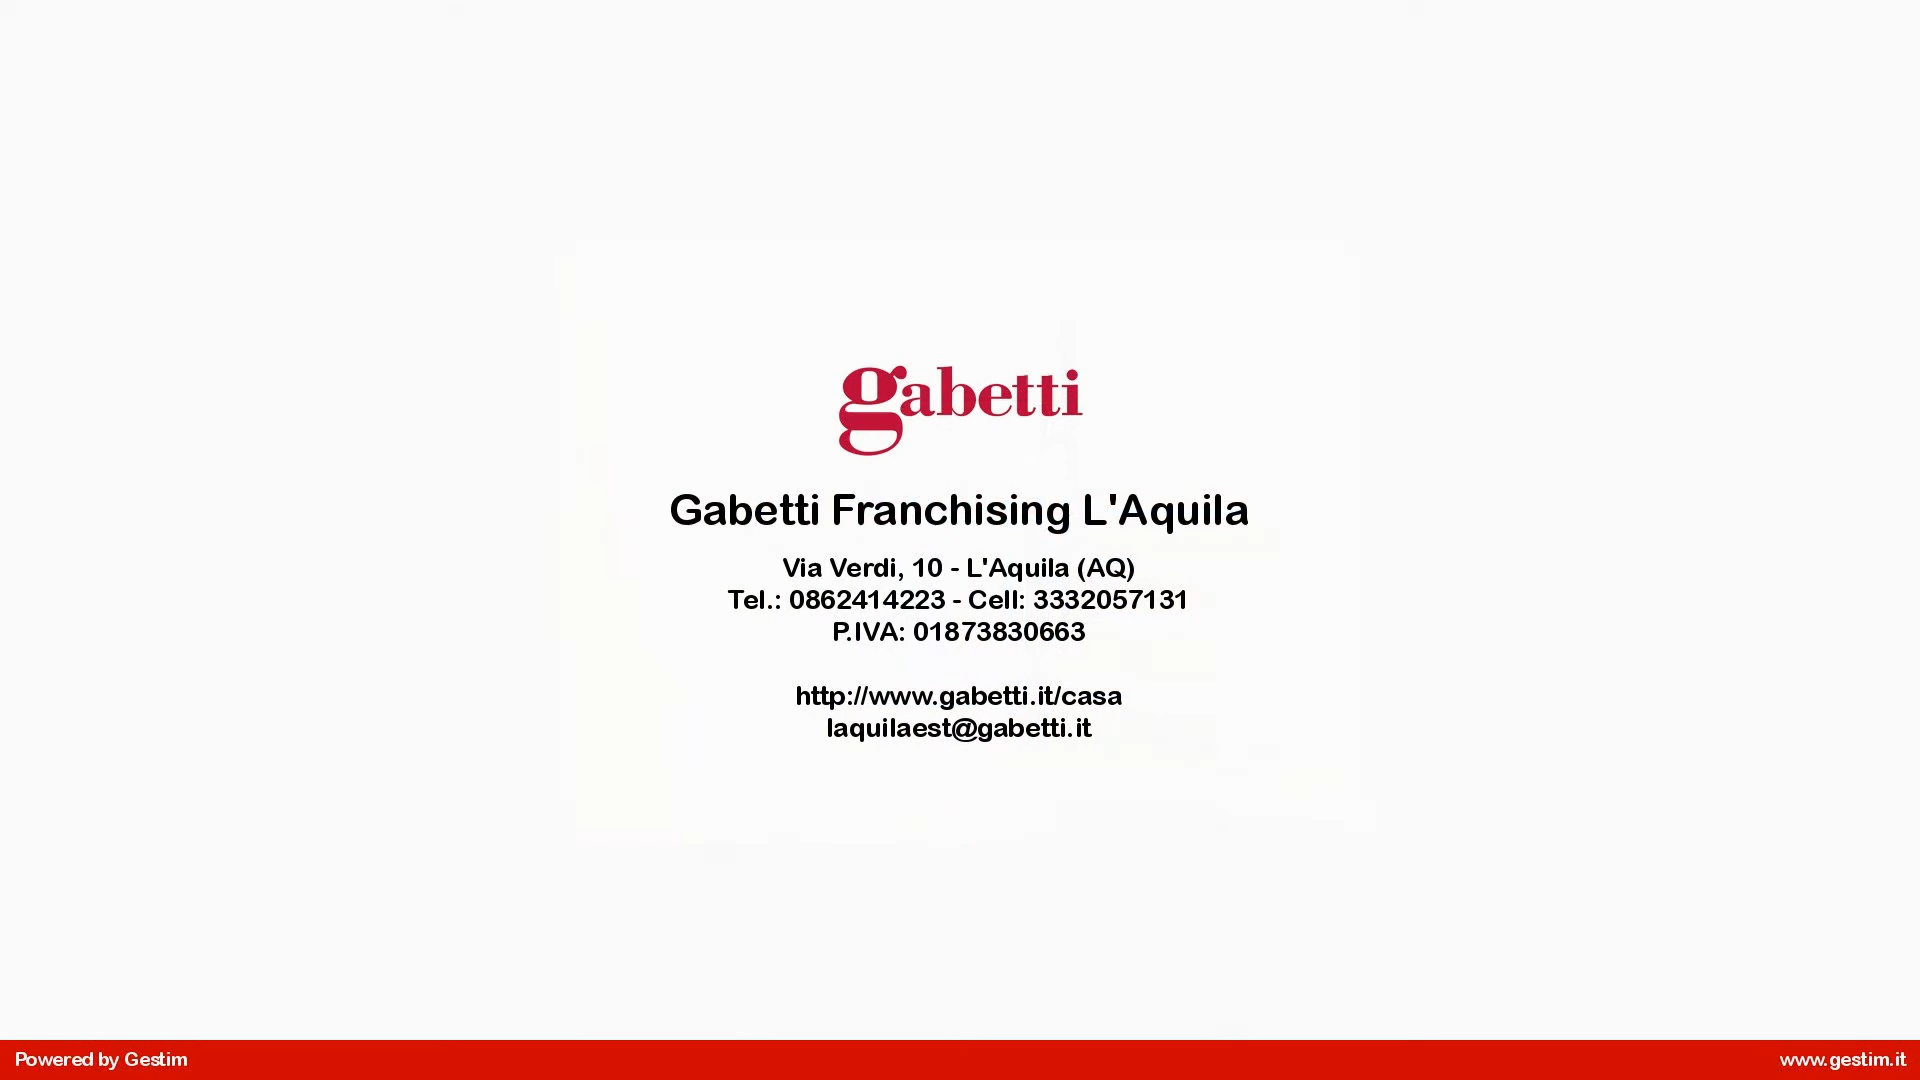 gabetti
Gabetti Franchising L'Aquila
Via Verdi, 10 - L'Aquila (AQ)
Tel.: 0862414223 - Cell: 3332057131
P.IVA: 01873830663
http://www.gabetti.it/casa
laquilaest@gabetti.it
Powered by Gestim
www.gestim.it